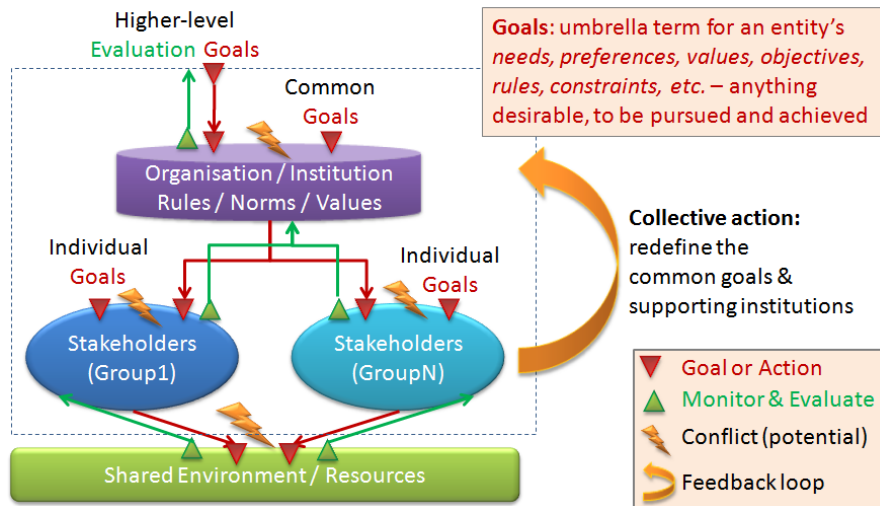 Higher-level
Evaluation Goals
Goals: umbrella term for an entity's
needs, preferences, values, objectives,
rules, constraints, etc. – anything
desirable, to be pursued and achieved
Common
Goals
Organisation / Institution
Rules / Norms / Values
Individual
Goals
Individual
Goals
Collective action:
redefine the
common goals &
supporting institutions
Stakeholders
(Group1)
Stakeholders
(GroupN)
Shared Environment / Resources
Goal or Action
Monitor & Evaluate
Conflict (potential)
Feedback loop